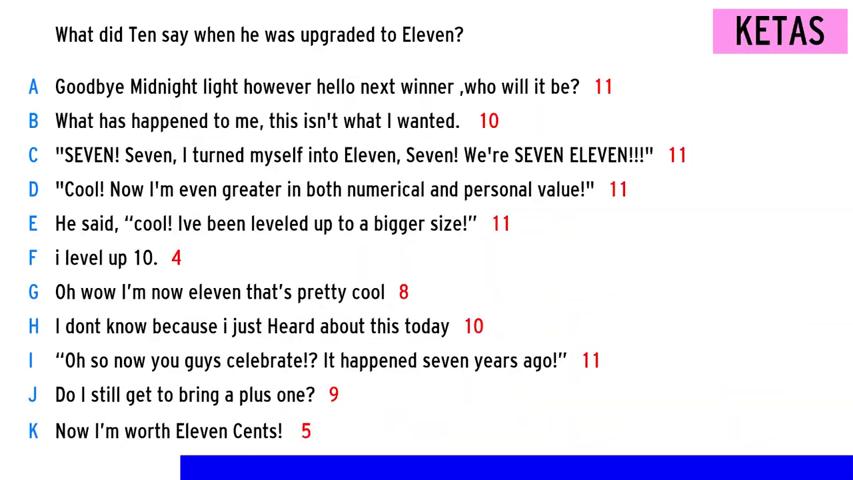 What did Ten say when he was upgraded to Eleven?
KETAS
A Goodbye Midnight light however hello next winner ,who will it be? 11
B What has happened to me, this isn't what I wanted. 10
C "SEVEN! Seven, I turned myself into Eleven, Seven! We're SEVEN ELEVEN!!!" 11
D "Cool! Now I'm even greater in both numerical and personal value!" 11
E He said, “cool! Ive been leveled up to a bigger size!” 11
F i level up 10. 4
G Oh wow I’m now eleven that’s pretty cool 8
H I dont know because i just Heard about this today 10
I “Oh so now you guys celebrate!? It happened seven years ago!” 11
J Do I still get to bring a plus one? 9
K Now I’m worth Eleven Cents! 5